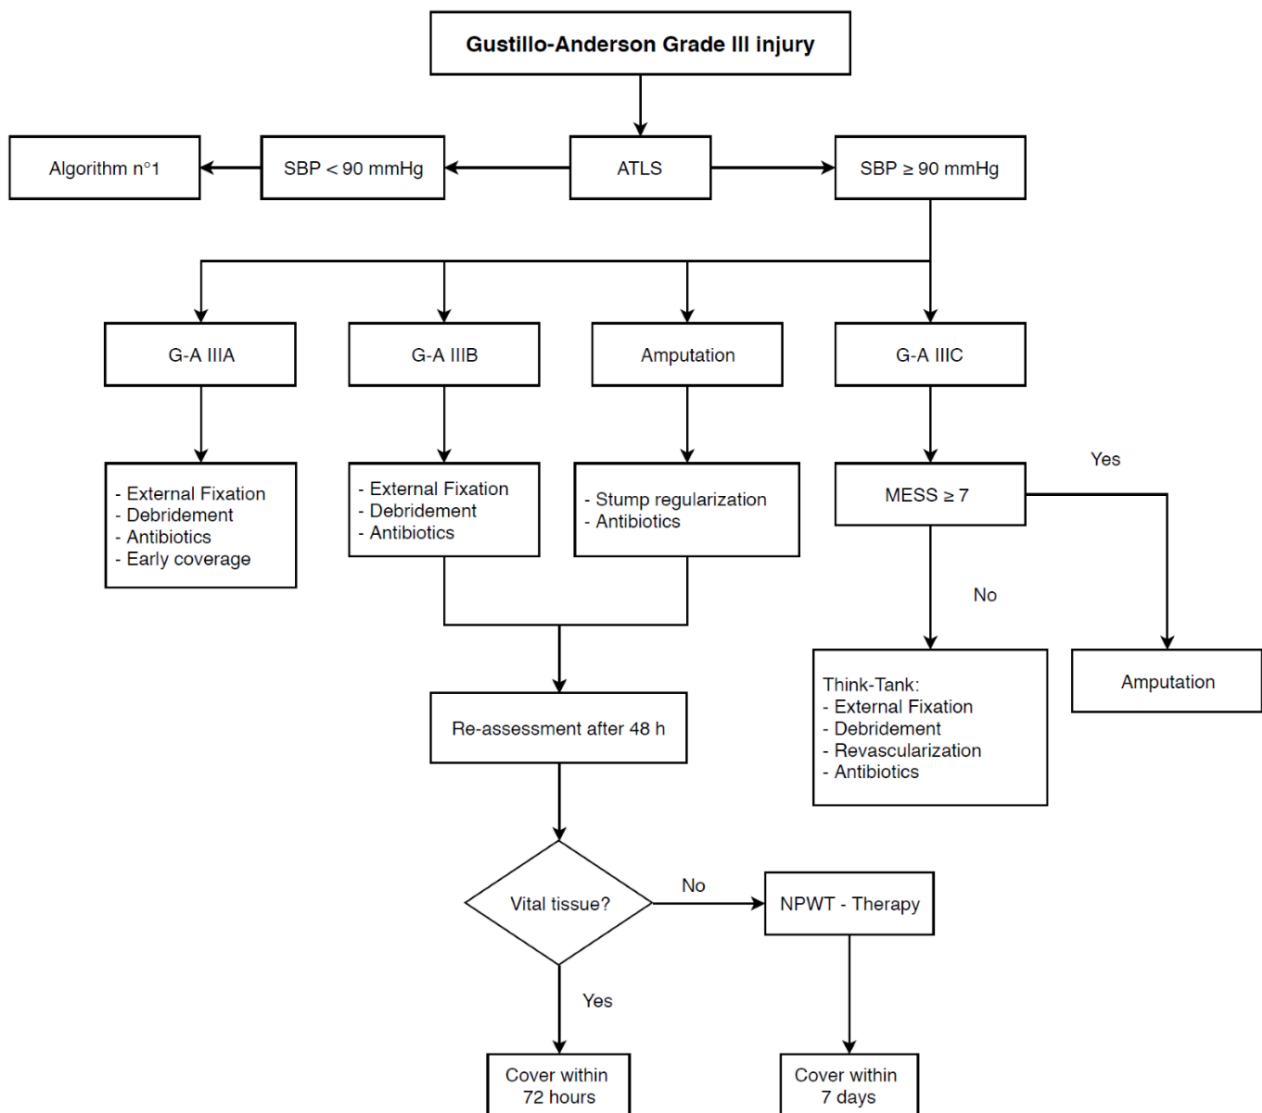 Gustillo-Anderson Grade III injury
Algorithm n°1
SBP < 90 mmHg
ATLS
SBP ≥ 90 mmHg
G-A IIIA
G-A IIIB
Amputation
G-A IIIC
- External Fixation
- Debridement
- Antibiotics
- Early coverage
- External Fixation
- Debridement
- Antibiotics
- Stump regularization
- Antibiotics
MESS ≥ 7
Yes
No
Think-Tank:
- External Fixation
- Debridement
- Revascularization
- Antibiotics
Amputation
Re-assessment after 48 h
Vital tissue?
No
NPWT - Therapy
Yes
Cover within
72 hours
Cover within
7 days